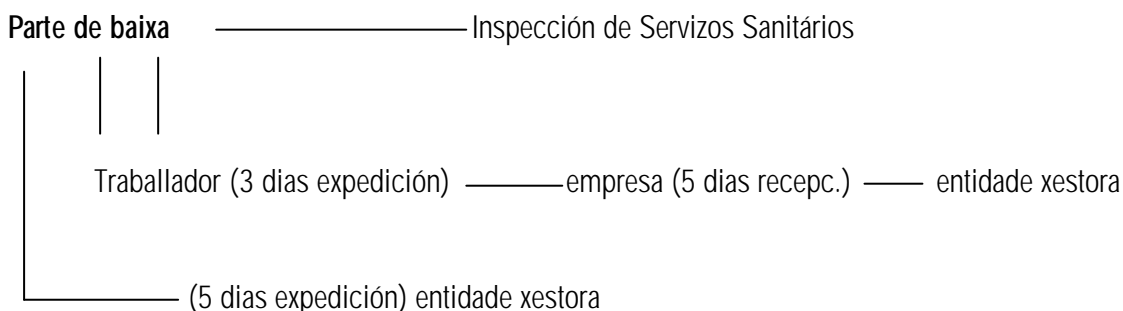 Parte de baixa Inspección de Servizos Sanitários
Traballador (3 dias expedición) empresa (5 dias recepc.) entidade xestora
(5 dias expedición) entidade xestora